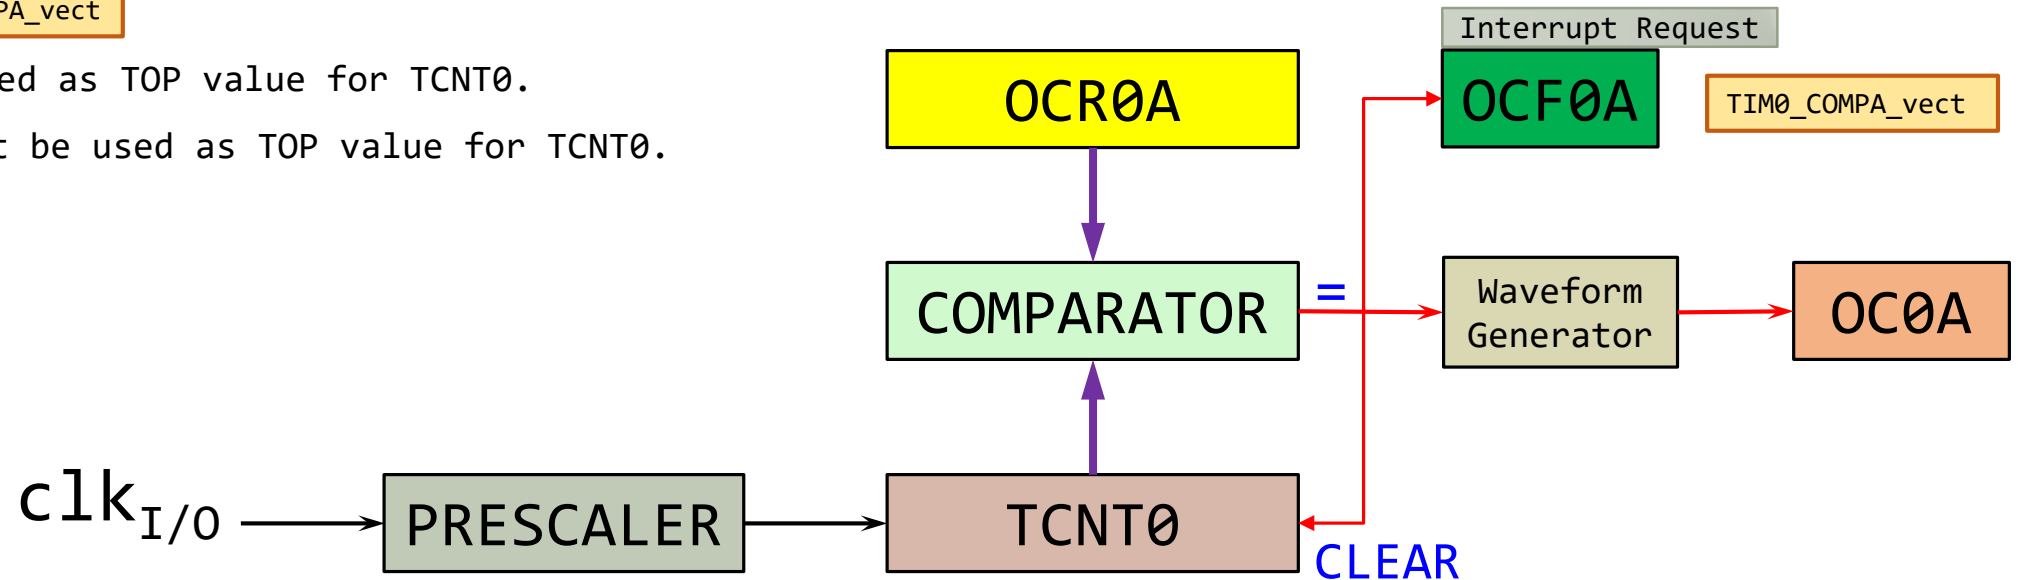 PA_vect
ed as TOP value for TCNT0.
t be used as TOP value for TCNT0.
Interrupt Request
OCR0A
OCF0A
TIM0_COMPA_vect
COMPARATOR
=
Waveform
Generator
OC0A
clkI/O
PRESCALER
TCNT0
CLEAR